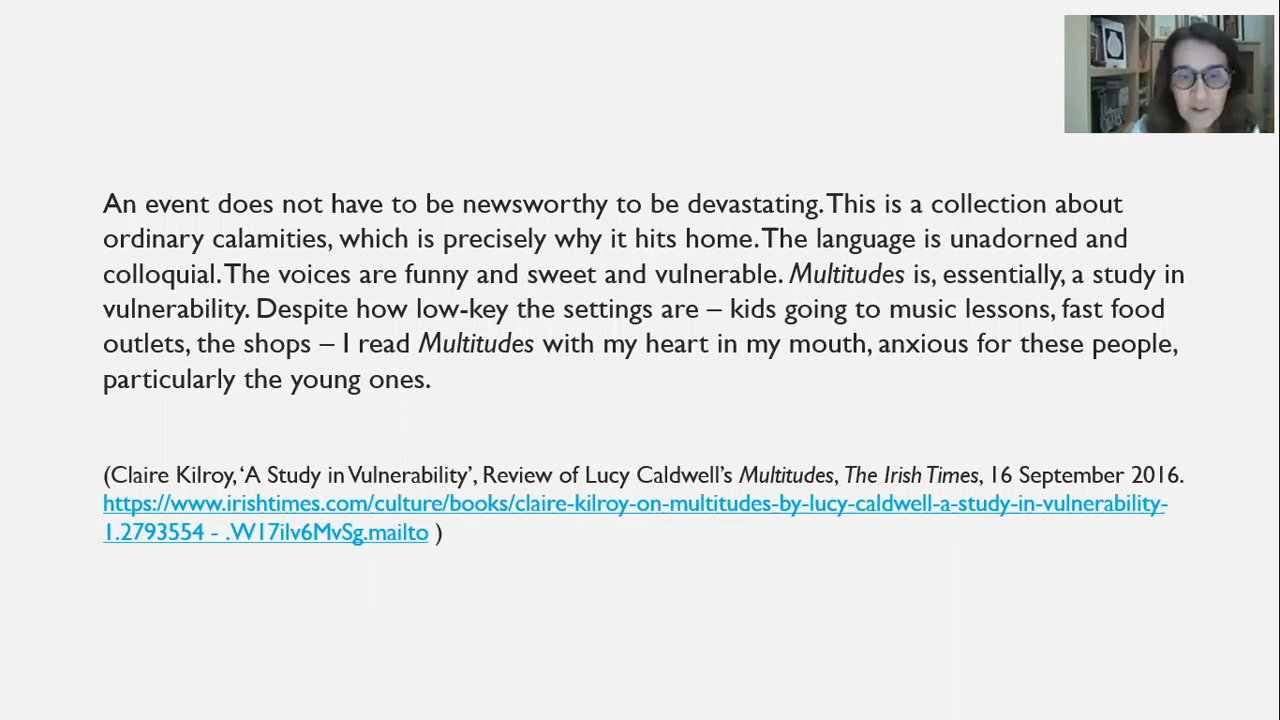 An event does not have to be newsworthy to be devastating. This is a collection about
ordinary calamities, which is precisely why it hits home. The language is unadorned and
colloquial. The voices are funny and sweet and vulnerable. Multitudes is, essentially, a study in
vulnerability. Despite how low-key the settings are – kids going to music lessons, fast food
outlets, the shops – I read Multitudes with my heart in my mouth, anxious for these people,
particularly the young ones.
(Claire Kilroy, ‘A Study in Vulnerability’, Review of Lucy Caldwell’s Multitudes, The Irish Times, 16 September 2016.
https://www.irishtimes.com/culture/books/claire-kilroy-on-multitudes-by-lucy-caldwell-a-study-in-vulnerability-
1.2793554 - .W17ilv6MvSg.mailto )